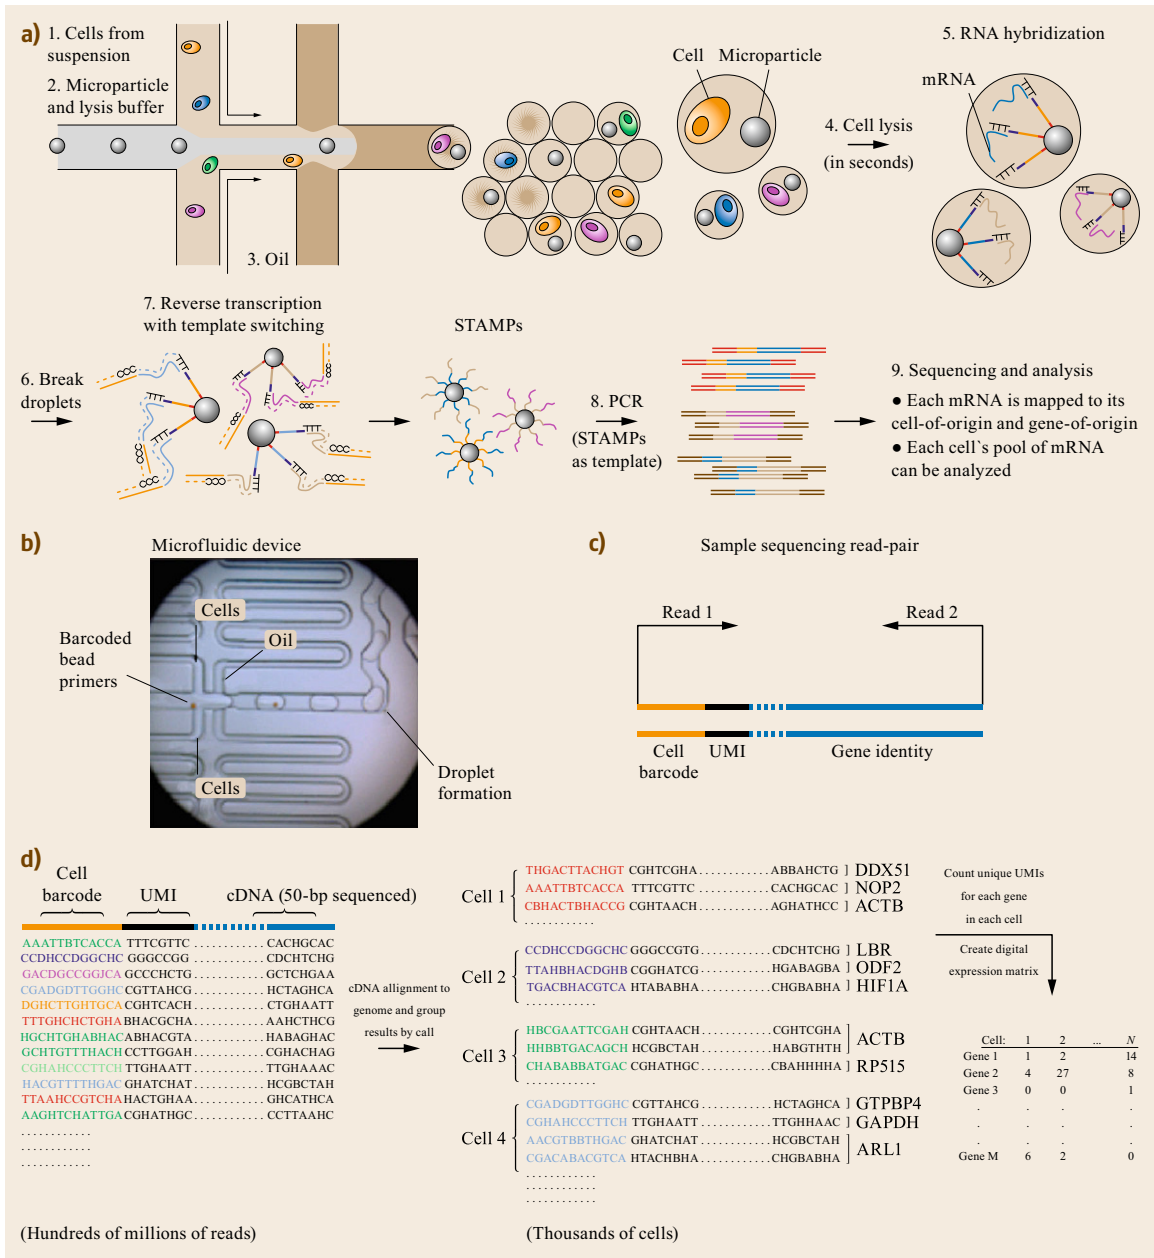 a)
1. Cells from
suspension
2. Microparticle
and lysis buffer
3. Oil
Cell
Microparticle
4. Cell lysis
(in seconds)
5. RNA hybridization
mRNA
6. Break
droplets
7. Reverse transcription
with template switching
STAMPs
8. PCR
(STAMPs
as template)
9. Sequencing and analysis
● Each mRNA is mapped to its
cell-of-origin and gene-of-origin
● Each cell`s pool of mRNA
can be analyzed
b)
Microfluidic device
Cells
Oil
Barcoded
bead
primers
Cells
Droplet
formation
c)
Sample sequencing read-pair
Read 1
Read 2
Cell
barcode
UMI
Gene identity
d)
Cell
barcode
UMI
cDNA (50-bp sequenced)
AAATTBTCACCA TTTCGTTC . . . . . . . . . . . CACHGCAC
CCDHCCDGGCHC GGGCCGG . . . . . . . . . . . CDCHTCHG
GACDGCCGGJCA GCCCHCTG . . . . . . . . . . . GCTCHGAA
CGADGDTTGGHC CGTTAHCG . . . . . . . . . . . HCTAGHCA
DGHCTTGHTGCA CGHTCACH . . . . . . . . . . . CTGHAATT
TTTGHCHCTGHA BHACGCHA . . . . . . . . . . . AAHCTHCG
HGCHTGHABHAC ABHACGTA . . . . . . . . . . . HABAGHAC
GCHTGTTTHACH CCTTGGAH . . . . . . . . . . . CGHACHAG
CGHAHCCCTTCH TTGHAATT . . . . . . . . . . . TTGHAAAC
HACGTTTTHGAC GHATCHAT . . . . . . . . . . . HCGBCTAH
TTAAHCCGTCHA HACTGHAA . . . . . . . . . . . GHCATHCA
AAGHTCHATTGA CGHATHGC . . . . . . . . . . . CCTTAAHC
. . . . . . . . . . . .
. . . . . . . . . . . .
. . . . . . . . . . . .
(Hundreds of millions of reads)
cDNA allignment to
genome and group
results by call
Cell 1
THGACTTACHGT CGHTCGHA . . . . . . . . . . . ABBAHCTG ] DDX51
AAATTBTCACCA TTTCGTTC . . . . . . . . . . . CACHGCAC ] NOP2
CBHACTBHACCG CGHTAACH . . . . . . . . . . . AGHATHCC ] ACTB
. . . . . . . . . . . .
Cell 2
CCDHCCDGGCHC GGGCCGTG . . . . . . . . . . . CDCHTCHG ] LBR
TTAHBHACDGHB CGGHATCG . . . . . . . . . . . HGABAGBA ] ODF2
TGACBHACGTCA HTABABHA . . . . . . . . . . . CHGBABHA ] HIF1A
. . . . . . . . . . . .
Cell 3
HBCGAATTCGAH CGHTAACH . . . . . . . . . . . CGHTCGHA
HHBBTGACAGCH HCGBCTAH . . . . . . . . . . . HABGTHTH
ACTB
CHABABBATGAC CGHATHGC . . . . . . . . . . . CBAHHHHA ] RP515
. . . . . . . . . . . .
Cell 4
CGADGDTTGGHC CGTTAHCG . . . . . . . . . . . HCTAGHCA ] GTPBP4
CGHAHCCCTTCH TTGHAATT . . . . . . . . . . . TTGHHAAC ] GAPDH
AACGTBBTHGAC GHATCHAT . . . . . . . . . . . HCGBCTAH
CGACABACGTCA HTACHBHA . . . . . . . . . . . CHGBABHA
ARL1
. . . . . . . . . . . .
. . . . . . . . . . . .
. . . . . . . . . . . .
(Thousands of cells)
Count unique UMIs
for each gene
in each cell
Create digital
expression matrix
Cell: 1 2 ... N
Gene 1 1 2 14
Gene 2 4 27 8
Gene 3 0 0 1
. . . .
. . . .
. . . .
Gene M 6 2 0